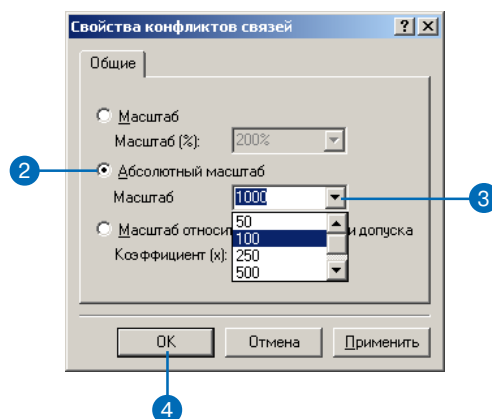 Свойства конфликтов связей
Общие
Масштаб
Масштаб (%): 200%
2
Абсолютный масштаб
Масштаб 1000
3
50
100
250
500
Масштаб относит и допуска
Коэффициент (x):
ОК Отмена Применить
4